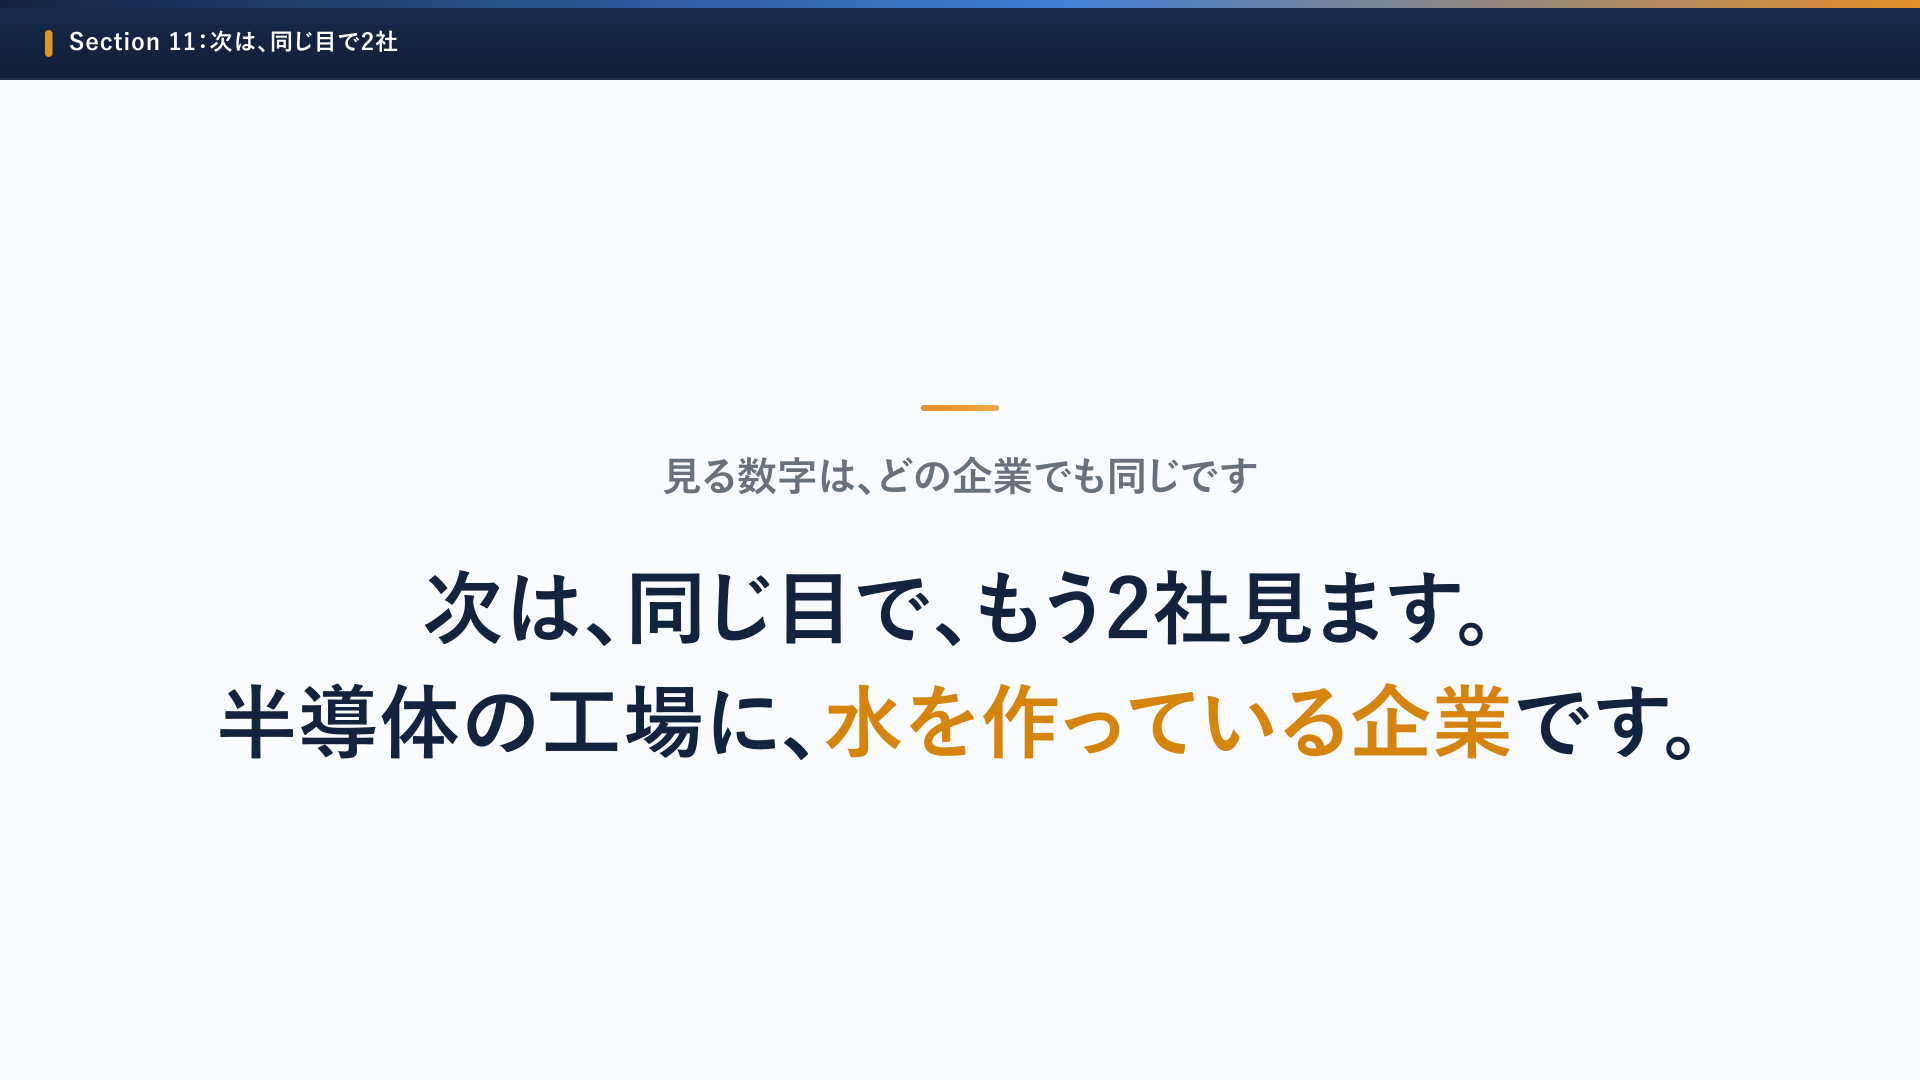 Section 11：次は、同じ目で2社
見る数字は、どの企業でも同じです
次は、同じ目で、もう2社見ます。
半導体の工場に、水を作っている企業です。